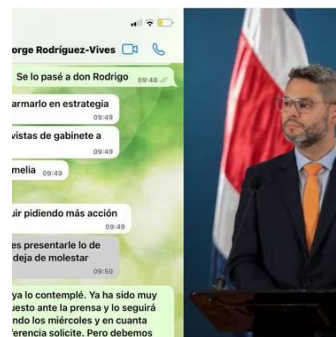 orge Rodríguez-Vives
Se lo pasé a don Rodrigo 09:48
armarlo en estrategia
09:49
vistas de gabinete a
09:49
melia 09:49
uir pidiendo más acción
09:49
es presentarle lo de
deja de molestar
09:50
ya lo contemplé. Ya ha sido muy
uesto ante la prensa y lo seguirá
ndo los miércoles y en cuanta
ferencia solicite. Pero debemos